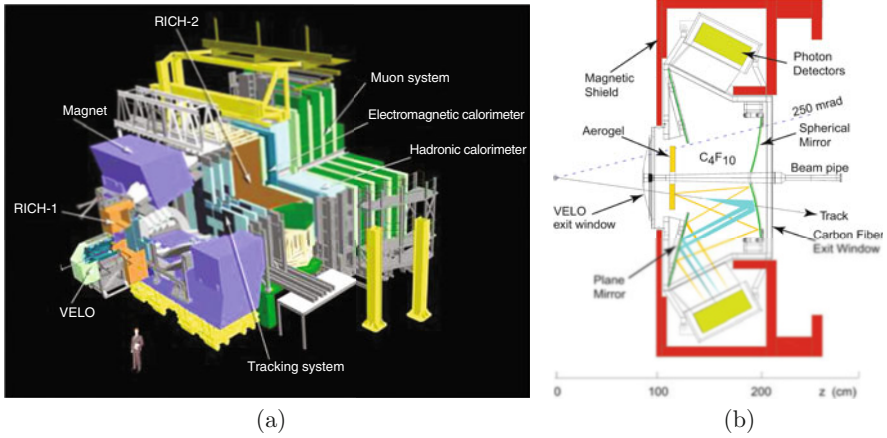 RICH-2
Muon system
Magnet
Electromagnetic calorimeter
Hadronic calorimeter
RICH-1
VELO
Tracking system
(a)
Magnetic
Shield
Photon
Detectors
250 mrad
Aerogel
C₄F₁₀
Spherical
Mirror
Beam pipe
VELO
exit window
Track
Carbon Fiber
Exit Window
Plane
Mirror
0
100
200
z (cm)
(b)